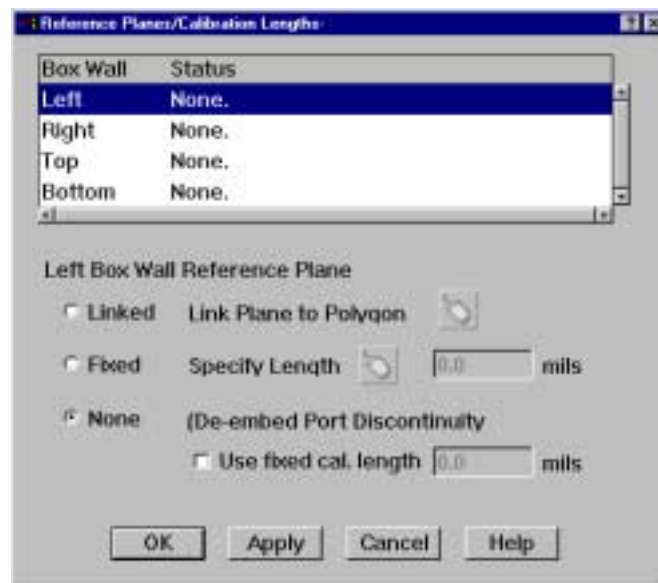 Reference Planes/Calibration Lengths
Box Wall Status
Left None.
Right None.
Top None.
Bottom None.
Left Box Wall Reference Plane
Linked Link Plane to Polygon
Fixed Specify Length 0.0 mils
None (De-embed Port Discontinuity
Use fixed cal. length 0.0 mils
OK Apply Cancel Help